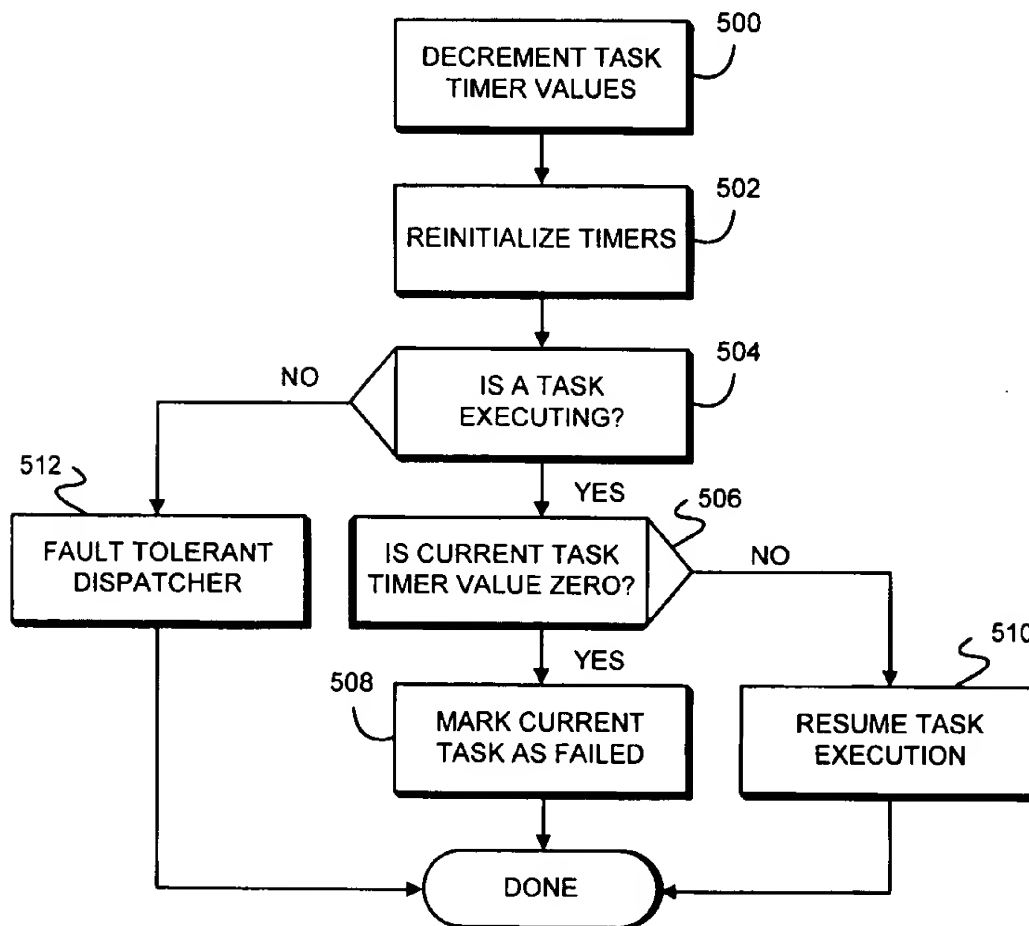 500
DECREMENT TASK
TIMER VALUES
502
REINITIALIZE TIMERS
504
IS A TASK
EXECUTING?
NO
YES
512
FAULT TOLERANT
DISPATCHER
506
IS CURRENT TASK
TIMER VALUE ZERO?
NO
YES
508
MARK CURRENT
TASK AS FAILED
510
RESUME TASK
EXECUTION
DONE